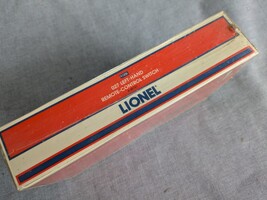 027 LEFT-HAND
REMOTE-CONTROL SWITCH
LIONEL